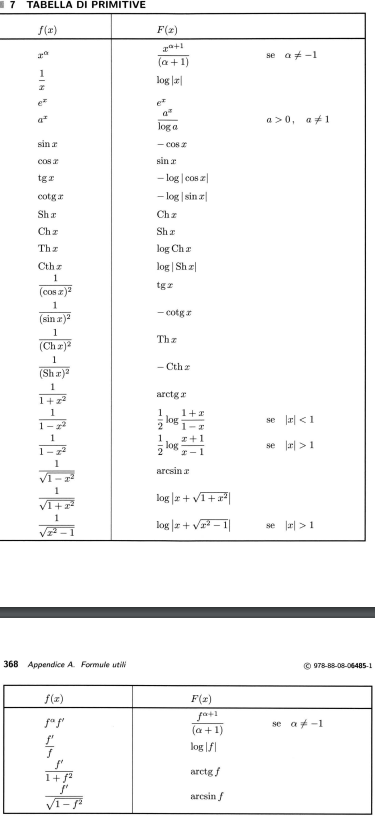 7 TABELLA DI PRIMITIVE
f(x) F(x)
x^α x^{α+1}/(α + 1) se α ≠ −1
1/x log |x|
e^x e^x
a^x a^x/log a a > 0, a ≠ 1
sin x − cos x
cos x sin x
tg x − log | cos x|
cotg x − log | sin x|
Sh x Ch x
Ch x Sh x
Th x log Ch x
Cth x log | Sh x|
1/(cos x)^2 tg x
1/(sin x)^2 − cotg x
1/(Ch x)^2 Th x
1/(Sh x)^2 − Cth x
1/(1 + x^2) arctg x
1/(1 − x^2) 1/2 log (1 + x)/(1 − x) se |x| < 1
1/(1 − x^2) 1/2 log (x + 1)/(x − 1) se |x| > 1
1/√(1 − x^2) arcsin x
1/√(1 + x^2) log |x + √(1 + x^2)|
1/√(x^2 − 1) log |x + √(x^2 − 1)| se |x| > 1
368 Appendice A. Formule utili © 978-88-08-06485-1
f(x) F(x)
f^α f′ f^{α+1}/(α + 1) se α ≠ −1
f′/f log |f|
f′/(1 + f^2) arctg f
f′/√(1 − f^2) arcsin f